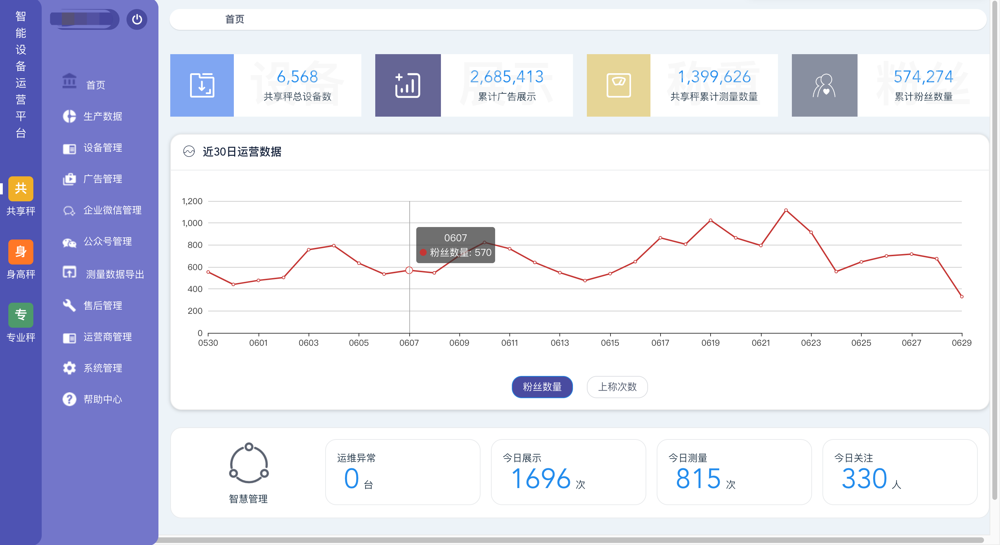 智能设备运营平台
共
共享秤
身
身高秤
专
专业秤
首页
生产数据
设备管理
广告管理
企业微信管理
公众号管理
测量数据导出
售后管理
运营商管理
系统管理
帮助中心
首页
设备
6,568
共享秤总设备数
展示
2,685,413
累计广告展示
称重
1,399,626
共享秤累计测量数量
粉丝
574,274
累计粉丝数量
近30日运营数据
1,200
1,000
800
600
400
200
0
0607
粉丝数量: 570
0530 0601 0603 0605 0607 0609 0611 0613 0615 0617 0619 0621 0623 0625 0627 0629
粉丝数量 上称次数
智慧管理
运维异常
0 台
今日展示
1696 次
今日测量
815 次
今日关注
330 人